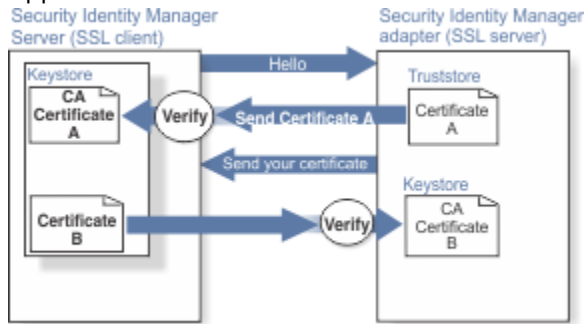 Security Identity Manager
Server (SSL client)
Security Identity Manager
adapter (SSL server)
Hello
Keystore
CA
Certificate
A
Verify
Send Certificate A
Truststore
Certificate
A
Send your certificate
Certificate
B
Verify
Keystore
CA
Certificate
B